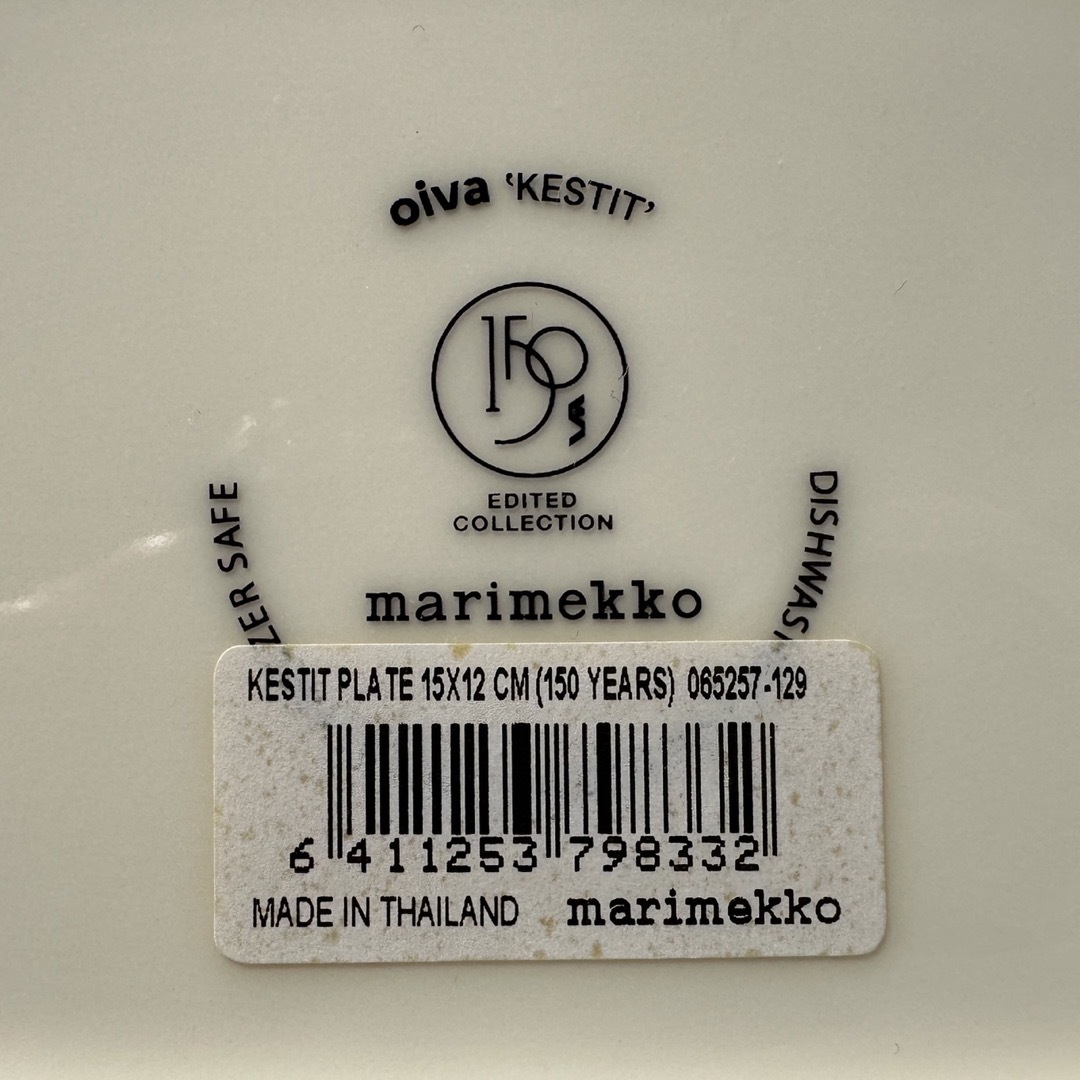 oiva ‘KESTIT’
150
EDITED
COLLECTION
marimekko
ZER SAFE
DISHWAS
KESTIT PLATE 15X12 CM (150 YEARS) 065257-129
6 411253 798332
MADE IN THAILAND marimekko